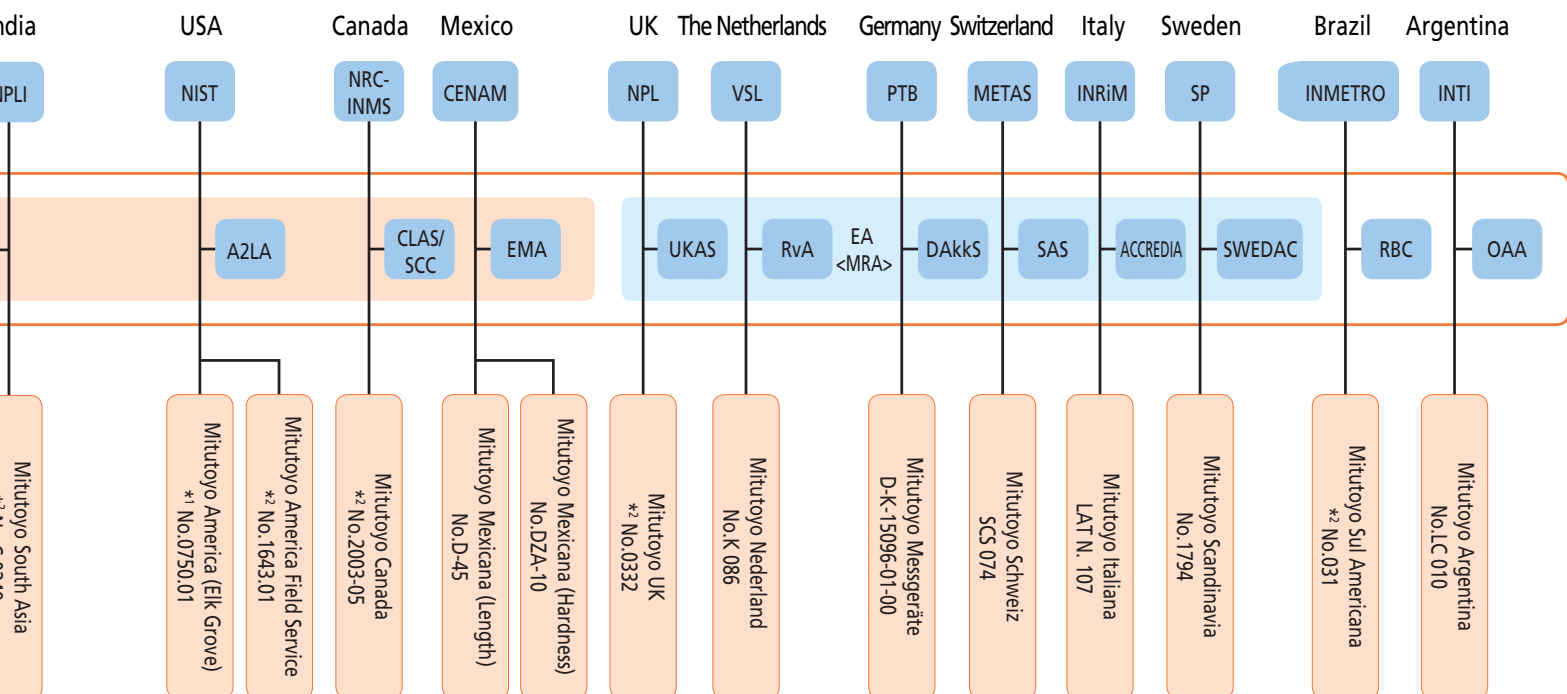 USA
Canada
Mexico
UK
The Netherlands
Germany
Switzerland
Italy
Sweden
Brazil
Argentina
NIST
NRC-
INMS
CENAM
NPL
VSL
PTB
METAS
INRiM
SP
INMETRO
INTI
A2LA
CLAS/
SCC
EMA
UKAS
RvA
EA
<MRA>
DAkkS
SAS
ACCREDIA
SWEDAC
RBC
OAA
Mitutoyo South Asia
Mitutoyo America (Elk Grove)
*1 No.0750.01
Mitutoyo America Field Service
*2 No.1643.01
Mitutoyo Canada
*2 No.2003-05
Mitutoyo Mexicana (Length)
No.D-45
Mitutoyo Mexicana (Hardness)
No.DZA-10
Mitutoyo UK
*2 No.0332
Mitutoyo Nederland
No.K 086
Mitutoyo Messgeräte
D-K-15096-01-00
Mitutoyo Schweiz
SCS 074
Mitutoyo Italiana
LAT N. 107
Mitutoyo Scandinavia
No.1794
Mitutoyo Sul Americana
*2 No.031
Mitutoyo Argentina
No.LC 010